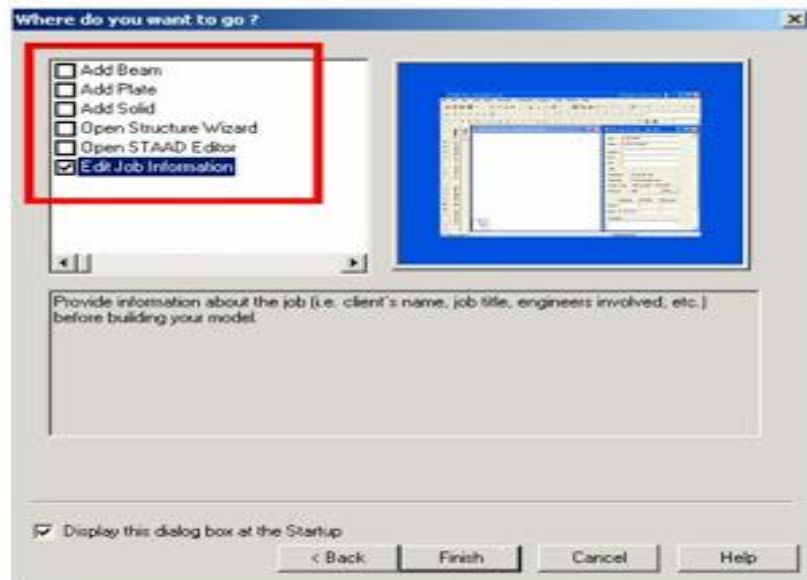 Where do you want to go ?
Add Beam
Add Plate
Add Solid
Open Structure Wizard
Open STAAD Editor
Edit Job Information
Provide information about the job (i.e. client's name, job title, engineers involved, etc.)
before building your model.
Display this dialog box at the Startup
< Back Finish Cancel Help